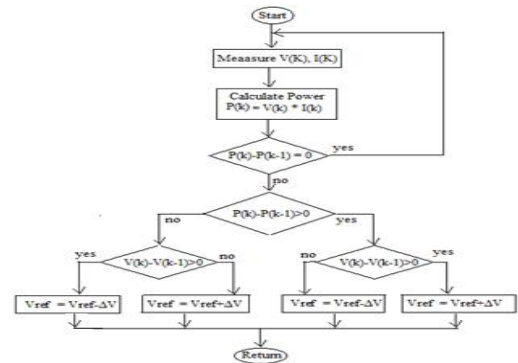 Start
Meaasure V(K), I(K)
Calculate Power
P(k) = V(k) * I(k)
P(k)-P(k-1) = 0
yes
no
P(k)-P(k-1)>0
no
yes
yes
V(k)-V(k-1)>0
no
no
V(k)-V(k-1)>0
yes
Vref = Vref-ΔV
Vref = Vref+ΔV
Vref = Vref-ΔV
Vref = Vref+ΔV
Return